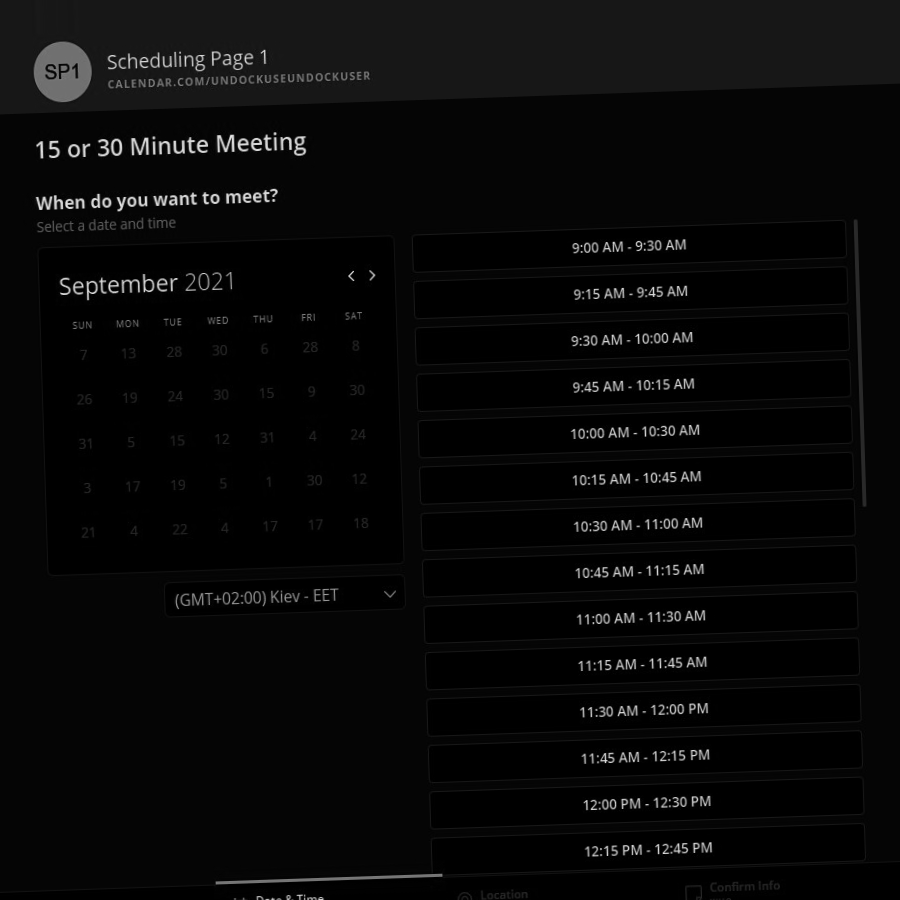 SP1
Scheduling Page 1
CALENDAR.COM/UNDOCKUSEUNDOCKUSER
15 or 30 Minute Meeting
When do you want to meet?
Select a date and time
September 2021
SUN MON TUE WED THU FRI SAT
7 13 28 30 6 28 8
26 19 24 30 15 9 30
31 5 15 12 31 4 24
3 17 19 5 1 30 12
21 4 22 4 17 17 18
(GMT+02:00) Kiev - EET
9:00 AM - 9:30 AM
9:15 AM - 9:45 AM
9:30 AM - 10:00 AM
9:45 AM - 10:15 AM
10:00 AM - 10:30 AM
10:15 AM - 10:45 AM
10:30 AM - 11:00 AM
10:45 AM - 11:15 AM
11:00 AM - 11:30 AM
11:15 AM - 11:45 AM
11:30 AM - 12:00 PM
11:45 AM - 12:15 PM
12:00 PM - 12:30 PM
12:15 PM - 12:45 PM
Date & Time
Location
Confirm Info